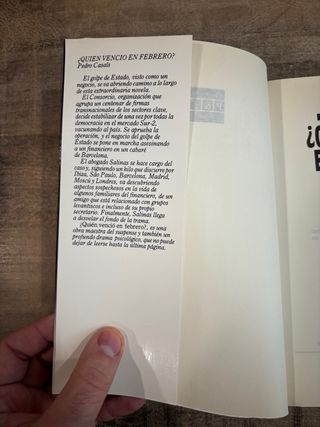 ¿QUIEN VENCIO EN FEBRERO?
Pedro Casals
El golpe de Estado, visto como un
negocio, se va abriendo camino a lo largo
de esta extraordinaria novela.
El Consorcio, organización que
agrupa un centenar de firmas
transnacionales de los sectores clave,
decide estabilizar de una vez por todas la
democracia en el mercado Sur-2,
vacunando al país. Se aprueba la
operación, y el negocio del golpe de
Estado se pone en marcha asesinando
a un financiero en un cabaré
de Barcelona.
El abogado Salinas se hace cargo del
caso y, siguiendo un hilo que discurre por
Ibiza, São Paulo, Barcelona, Madrid,
Moscú y Londres, va descubriendo
aspectos sospechosos en la vida de
algunos familiares del financiero, de un
amigo que está relacionado con grupos
levantiscos e incluso de su propio
secretario. Finalmente, Salinas llega
a desvelar el fondo de la trama.
¿Quién venció en febrero?, es una
obra maestra del suspense y también un
profundo drama psicológico, que no puede
dejar de leerse hasta la última página.